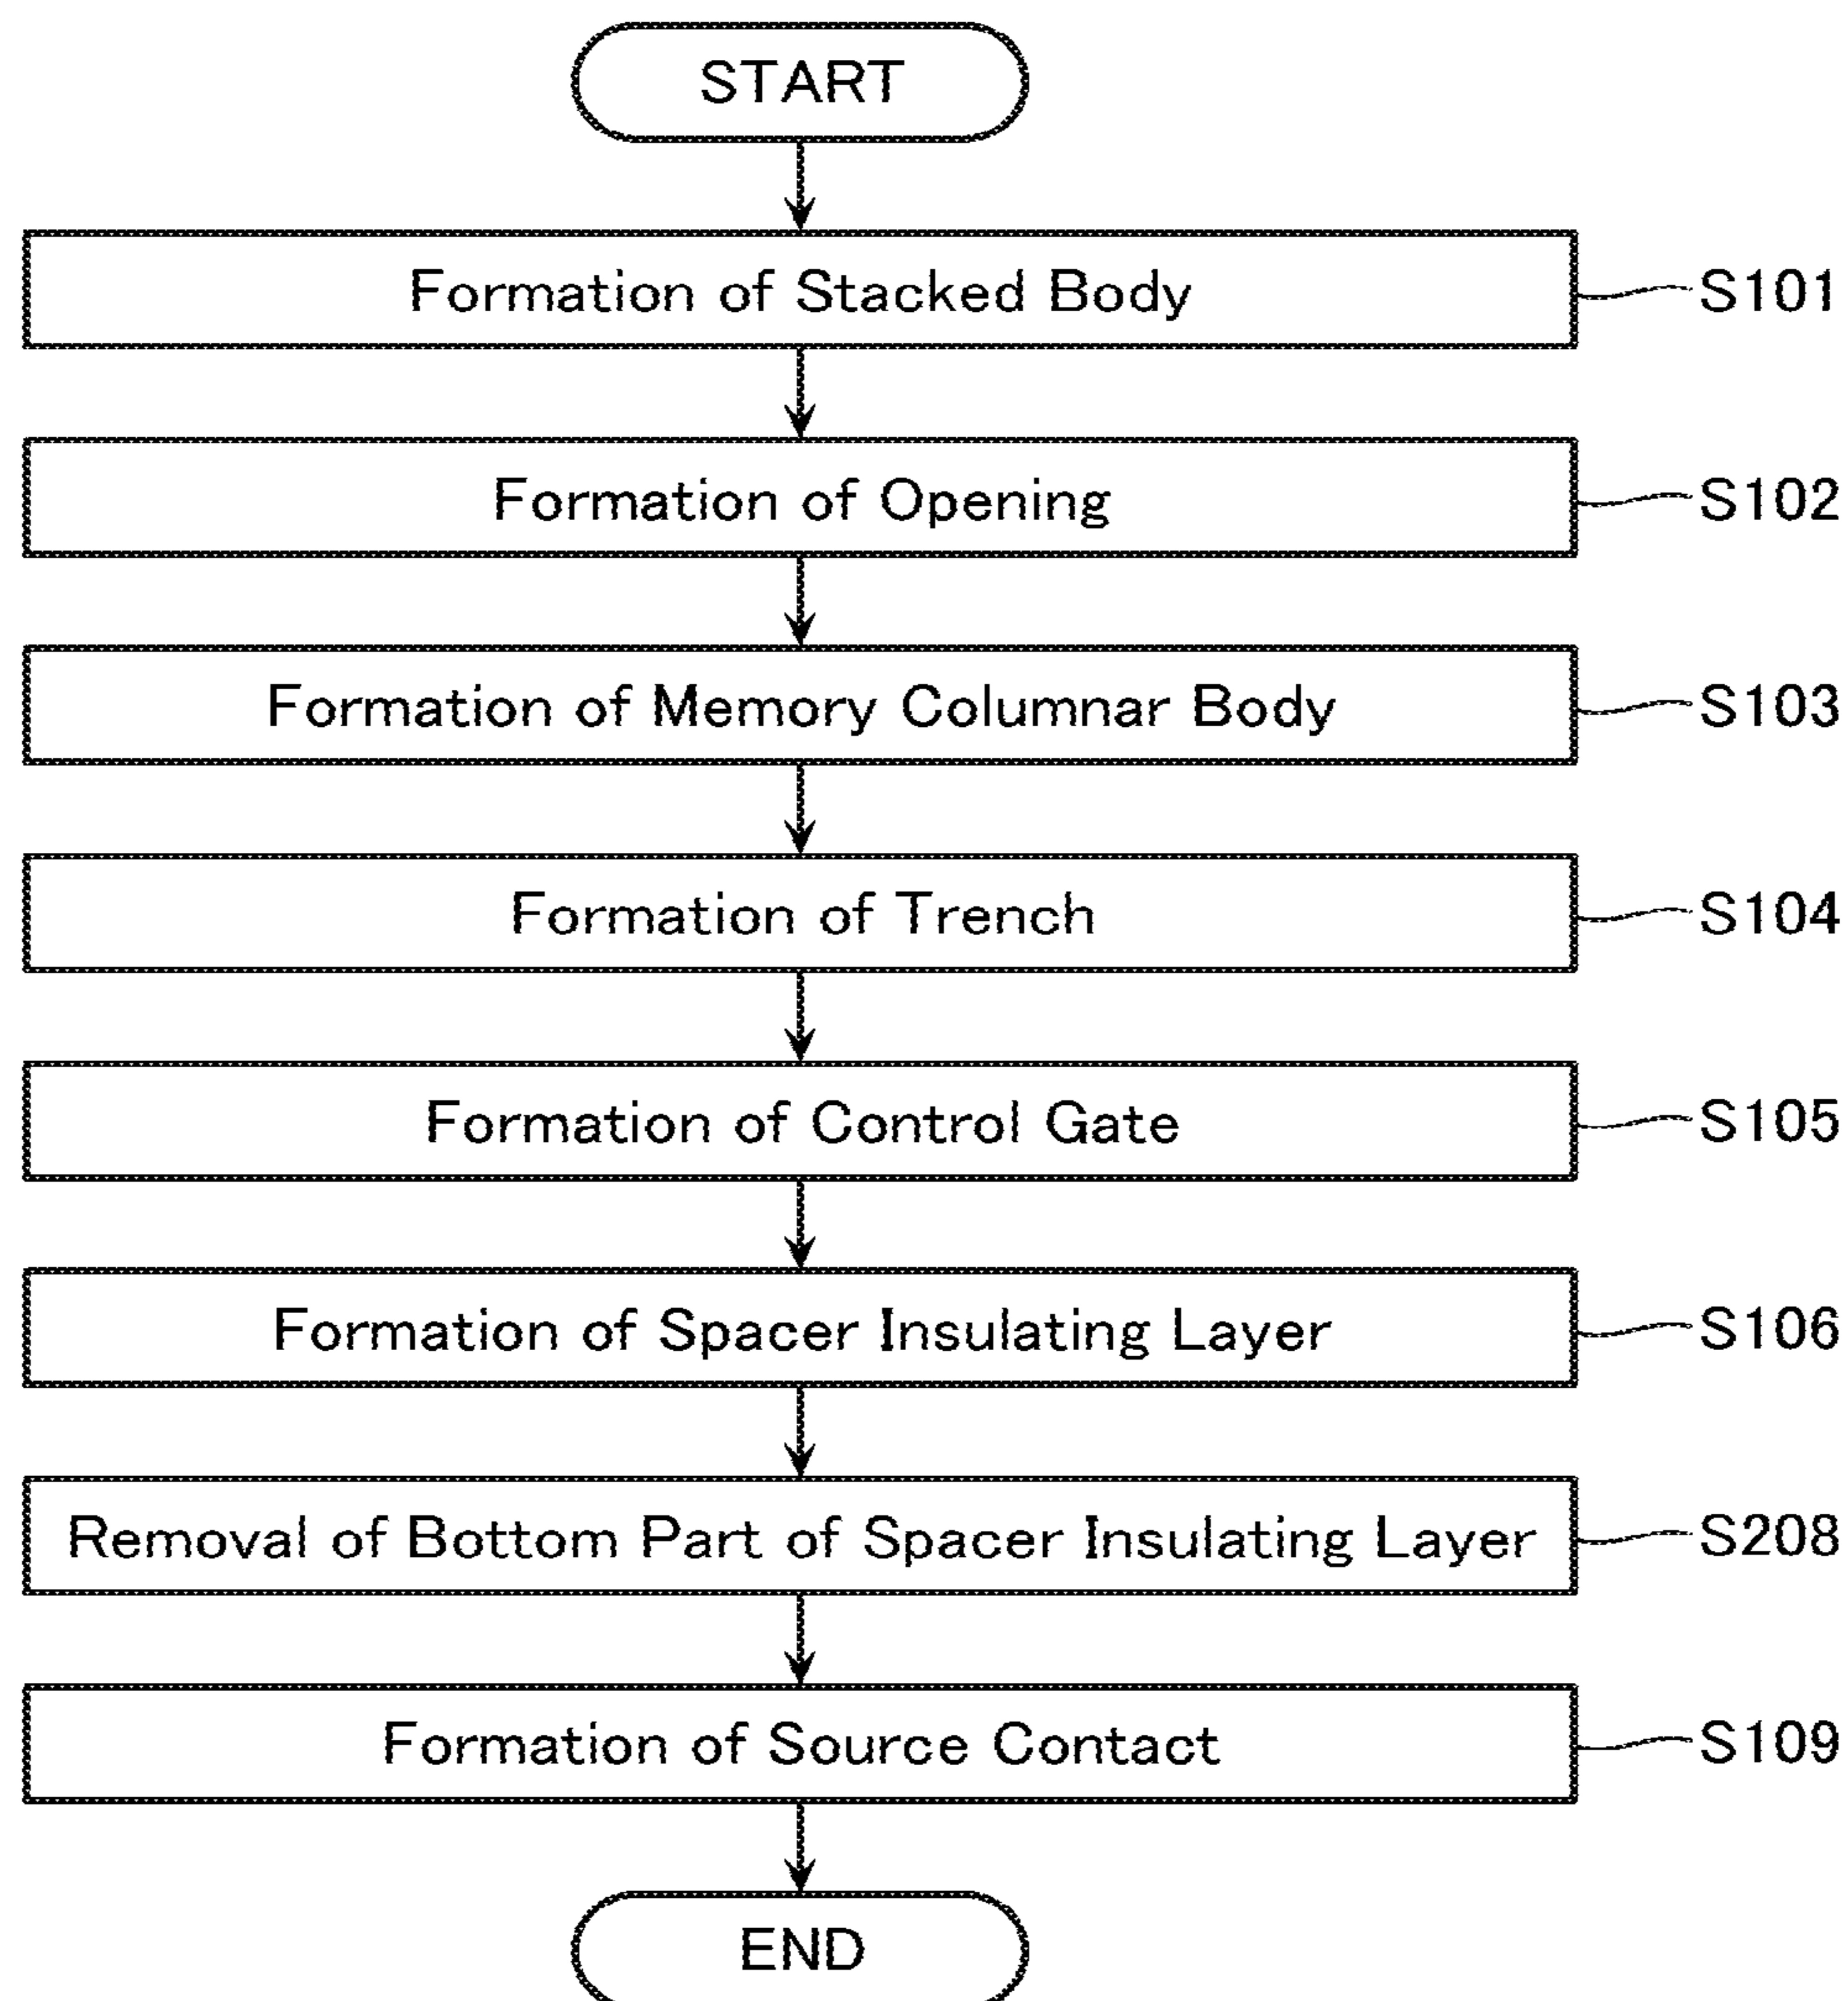 START
Formation of Stacked Body
S101
Formation of Opening
S102
Formation of Memory Columnar Body
S103
Formation of Trench
S104
Formation of Control Gate
S105
Formation of Spacer Insulating Layer
S106
Removal of Bottom Part of Spacer Insulating Layer
S208
Formation of Source Contact
S109
END